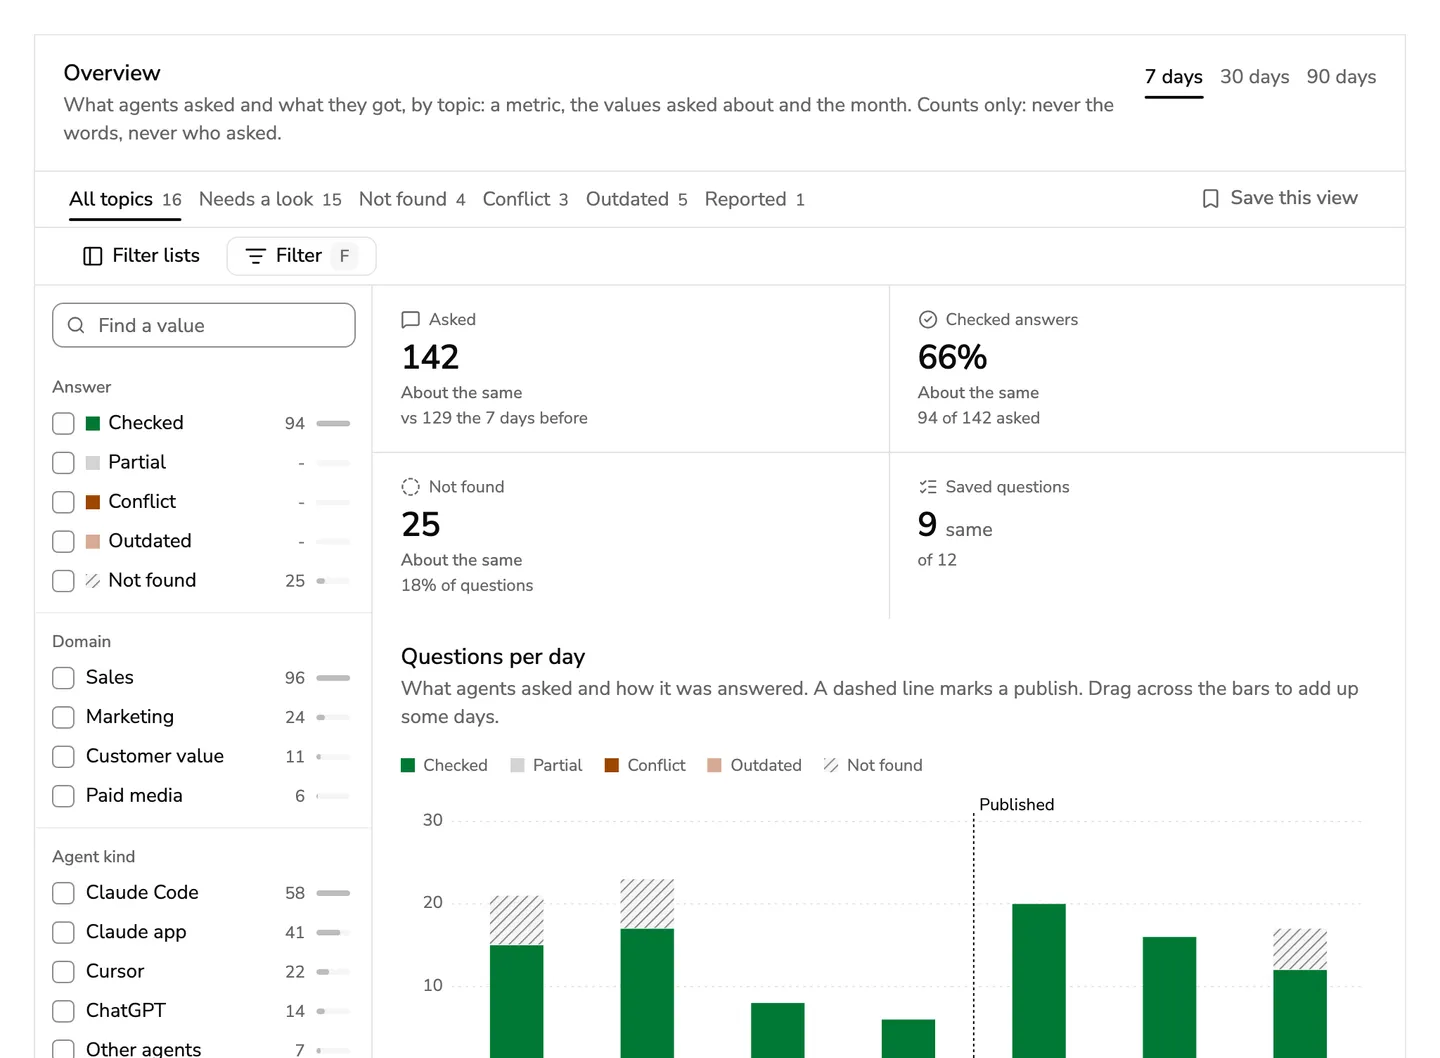 Overview
7 days 30 days 90 days
What agents asked and what they got, by topic: a metric, the values asked about and the month. Counts only: never the
words, never who asked.
All topics 16 Needs a look 15 Not found 4 Conflict 3 Outdated 5 Reported 1
Save this view
Filter lists
Filter F
Find a value
Answer
Checked 94
Partial -
Conflict -
Outdated -
Not found 25
Domain
Sales 96
Marketing 24
Customer value 11
Paid media 6
Agent kind
Claude Code 58
Claude app 41
Cursor 22
ChatGPT 14
Other agents 7
Asked
142
About the same
vs 129 the 7 days before
Checked answers
66%
About the same
94 of 142 asked
Not found
25
About the same
18% of questions
Saved questions
9 same
of 12
Questions per day
What agents asked and how it was answered. A dashed line marks a publish. Drag across the bars to add up
some days.
Checked Partial Conflict Outdated Not found
Published
30
20
10